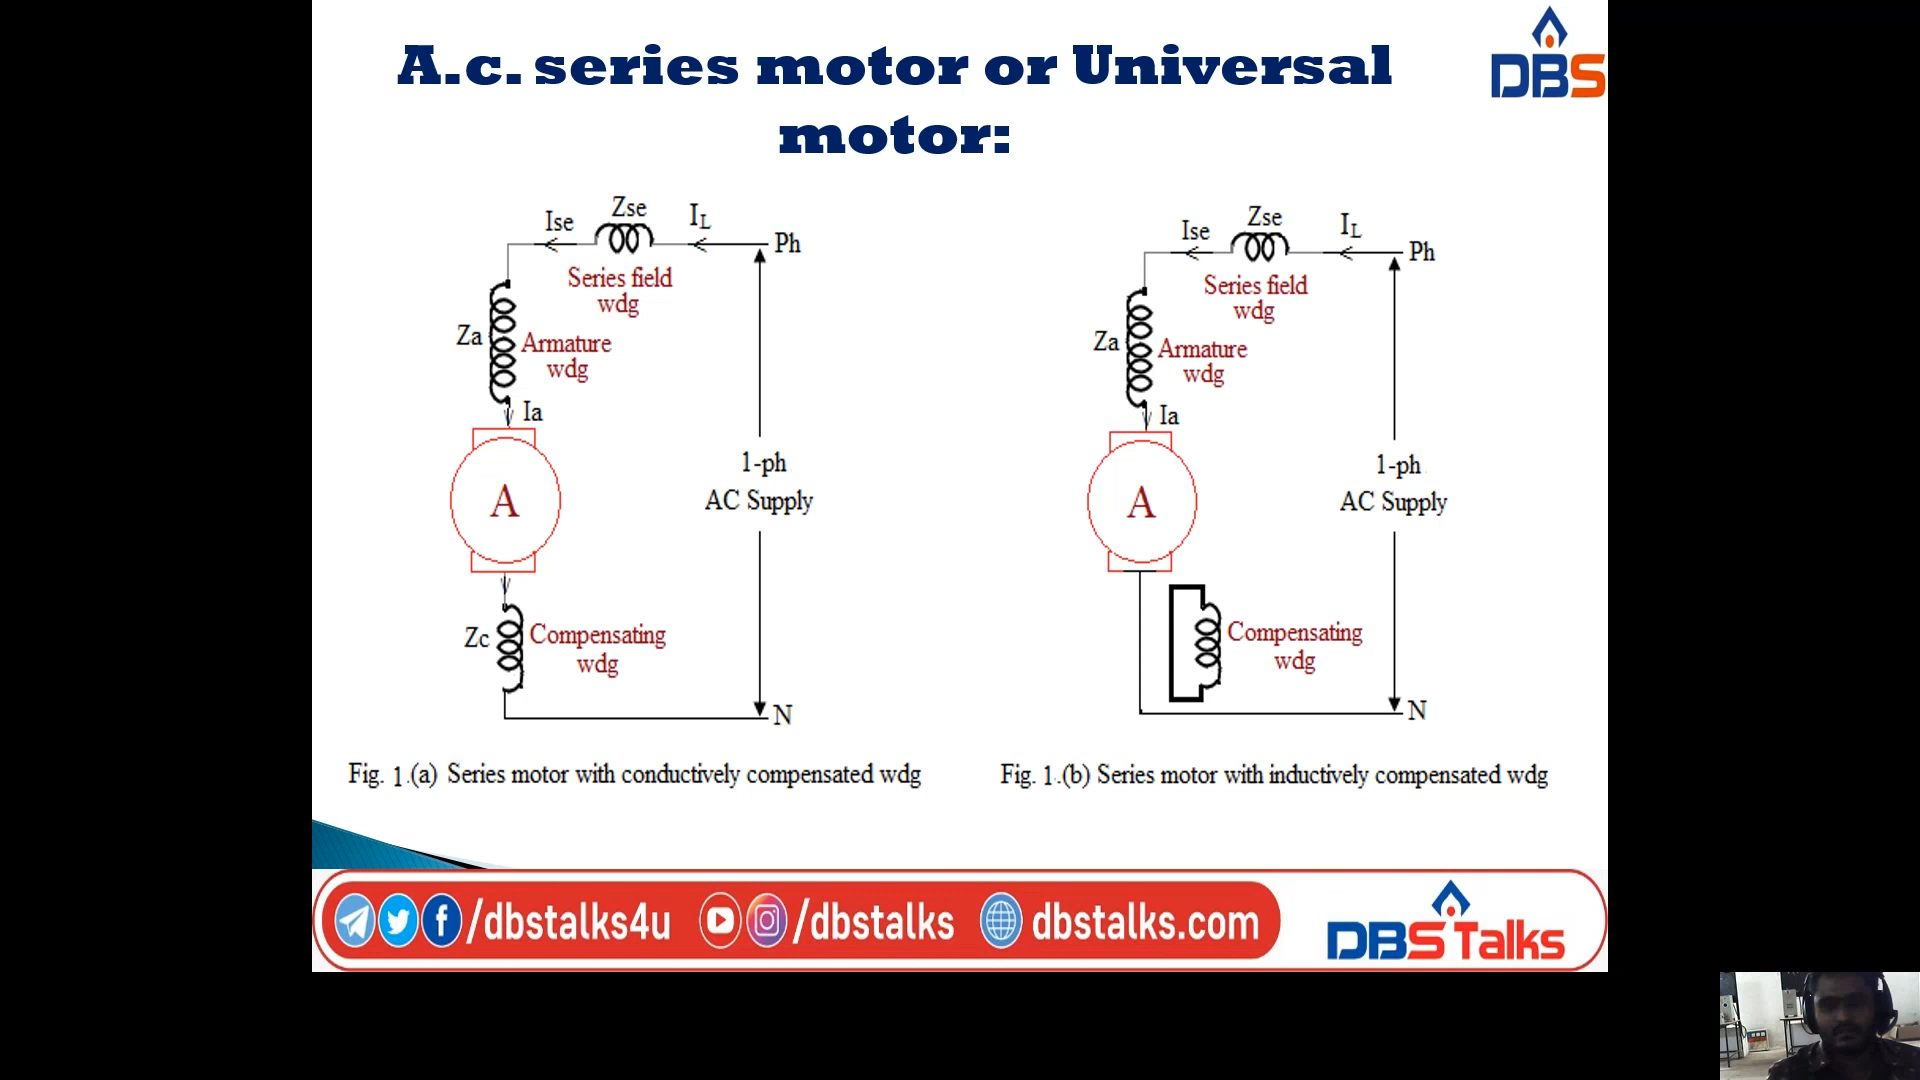 A.c. series motor or Universal
motor:
DBS
Zse
Ise
IL
Ph
Series field
wdg
Za
Armature
wdg
Ia
A
1-ph
AC Supply
Zc
Compensating
wdg
N
Fig. 1.(a) Series motor with conductively compensated wdg
Zse
Ise
IL
Ph
Series field
wdg
Za
Armature
wdg
Ia
A
1-ph
AC Supply
Compensating
wdg
N
Fig. 1.(b) Series motor with inductively compensated wdg
/dbstalks4u
/dbstalks
dbstalks.com
DBS Talks